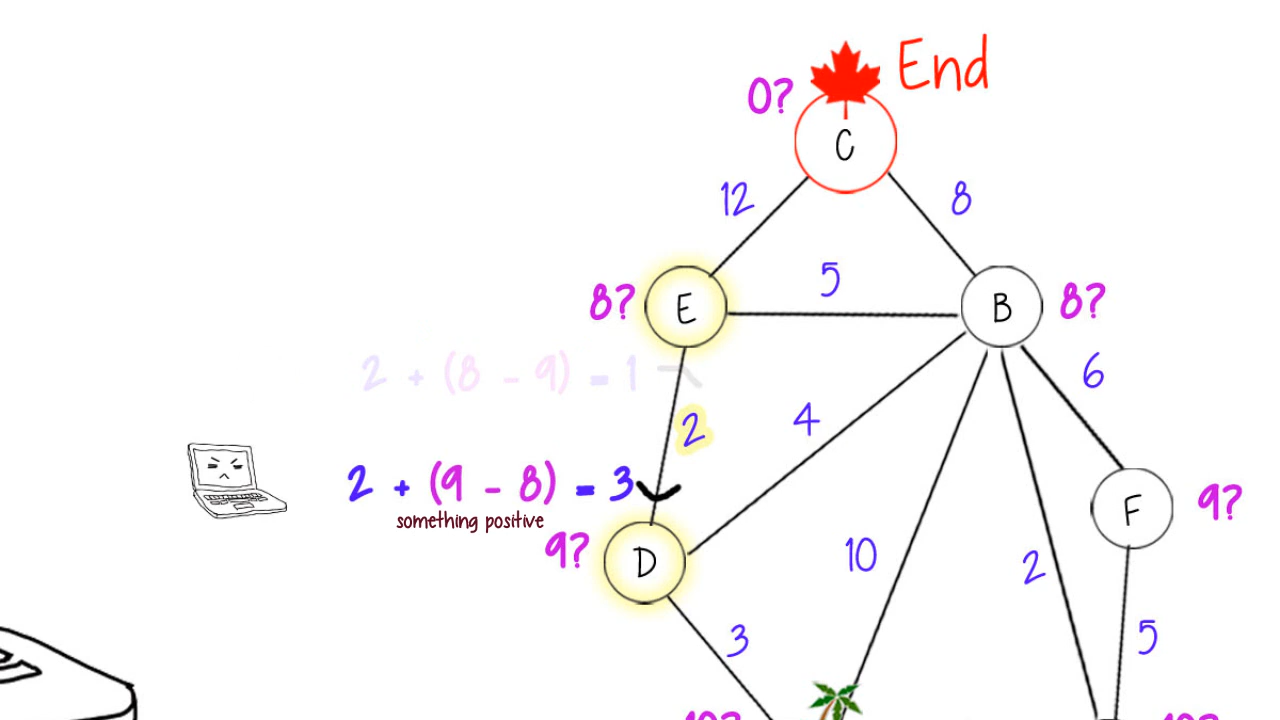 End
0?
C
12
8
5
8?
E
B
8?
2 + (8 - 9) = 1
6
2
4
2 + (9 - 8) = 3
something positive
9?
D
F
9?
10
2
3
5